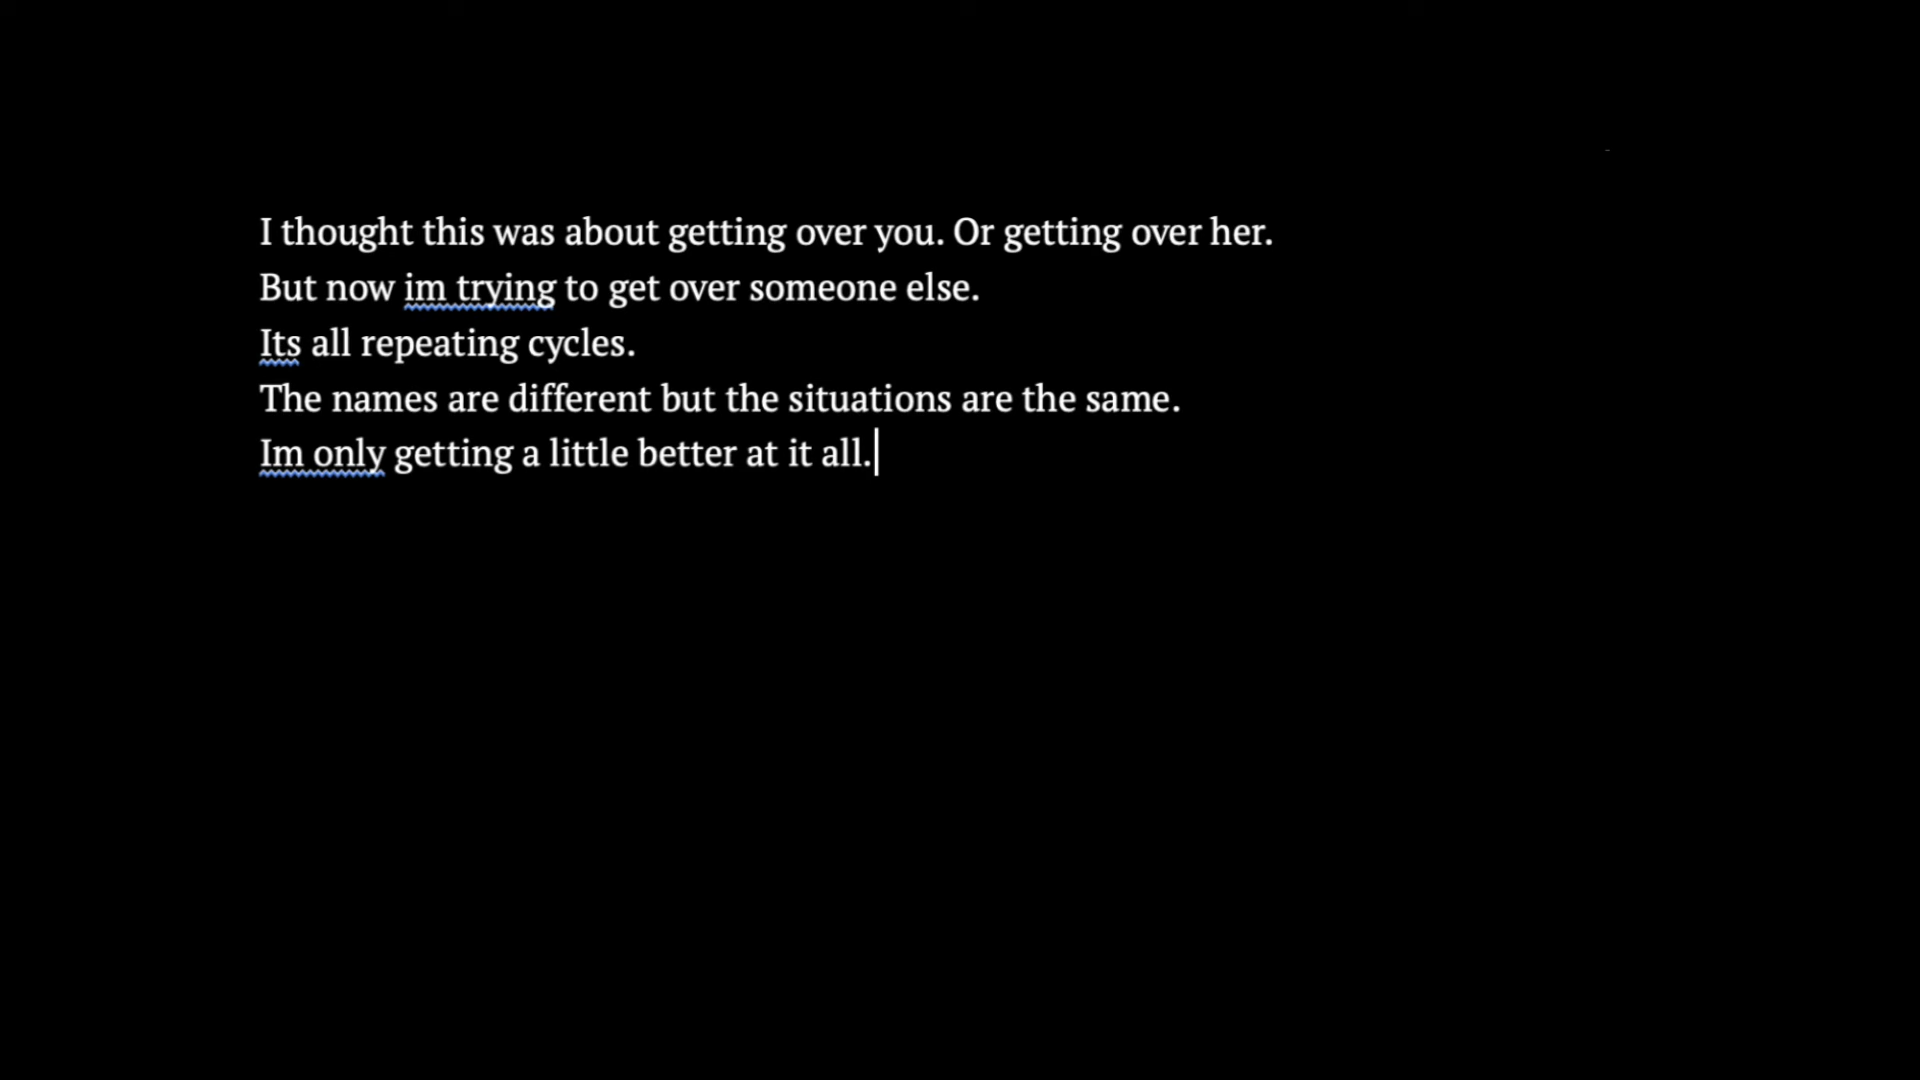 I thought this was about getting over you. Or getting over her.
But now im trying to get over someone else.
Its all repeating cycles.
The names are different but the situations are the same.
Im only getting a little better at it all.